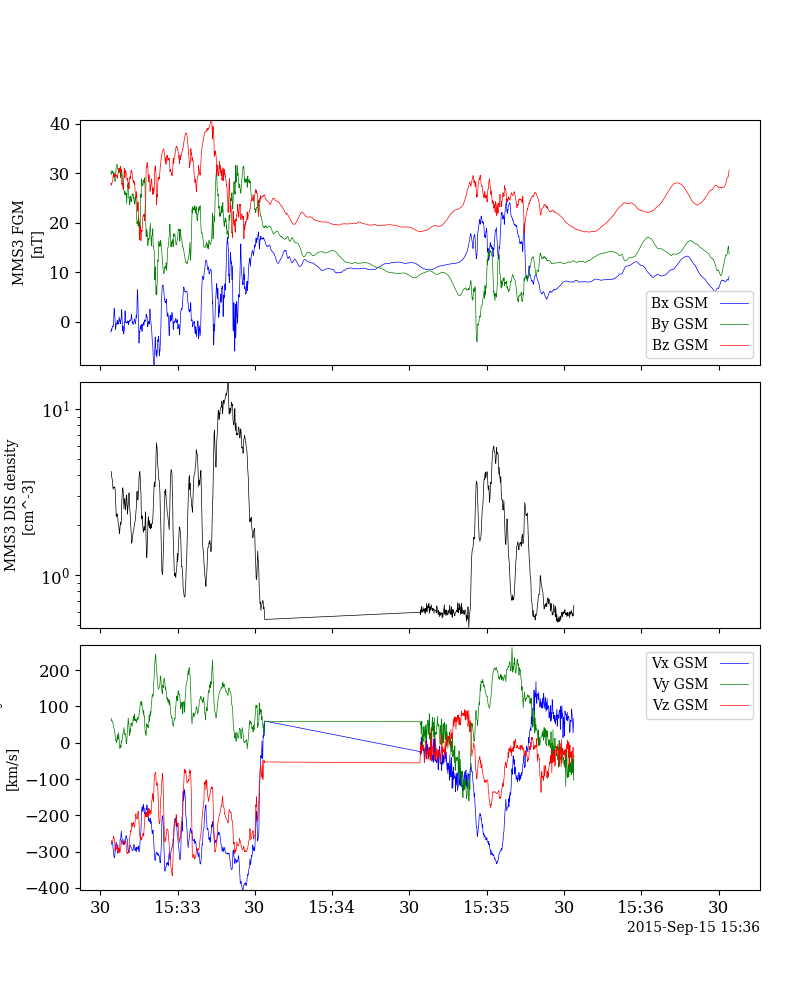 40
30
20
10
0
MMS3 FGM
[nT]
Bx GSM
By GSM
Bz GSM
10^1
10^0
MMS3 DIS density
[cm^-3]
200
100
0
−100
−200
−300
−400
[km/s]
Vx GSM
Vy GSM
Vz GSM
30 15:33 30 15:34 30 15:35 30 15:36 30
2015-Sep-15 15:36